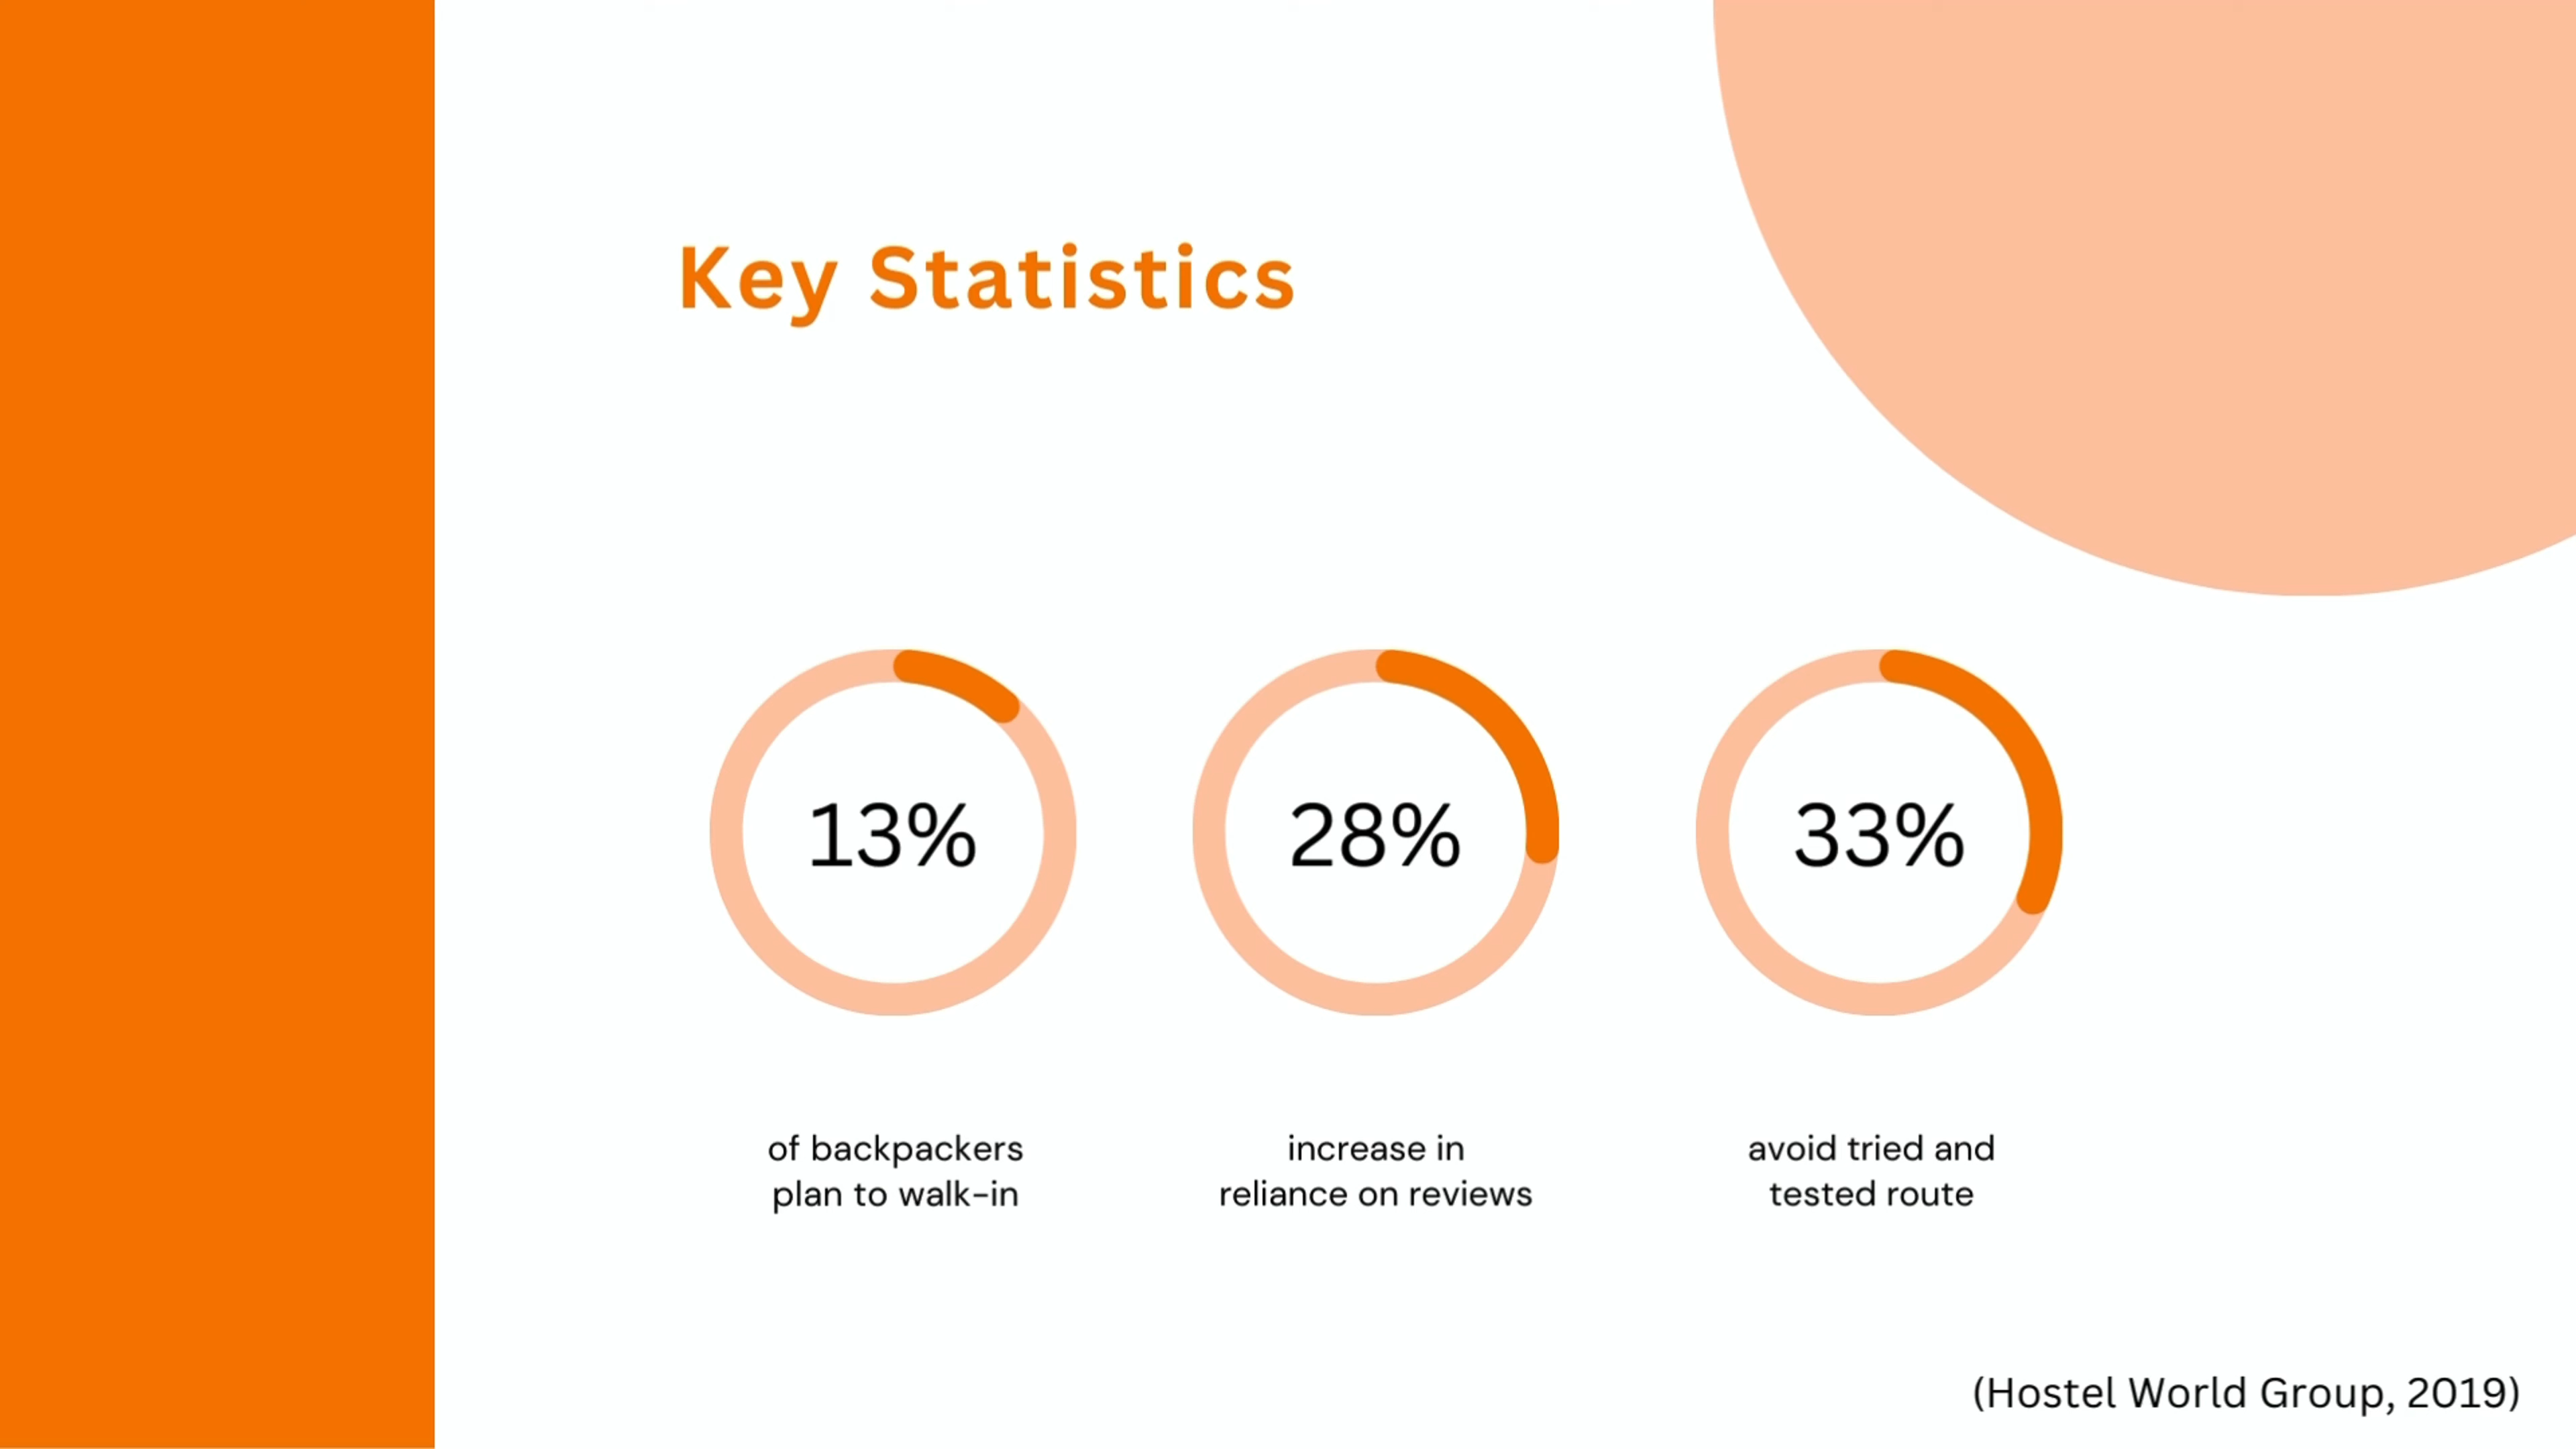 Key Statistics
13%
28%
33%
of backpackers
plan to walk-in
increase in
reliance on reviews
avoid tried and
tested route
(Hostel World Group, 2019)